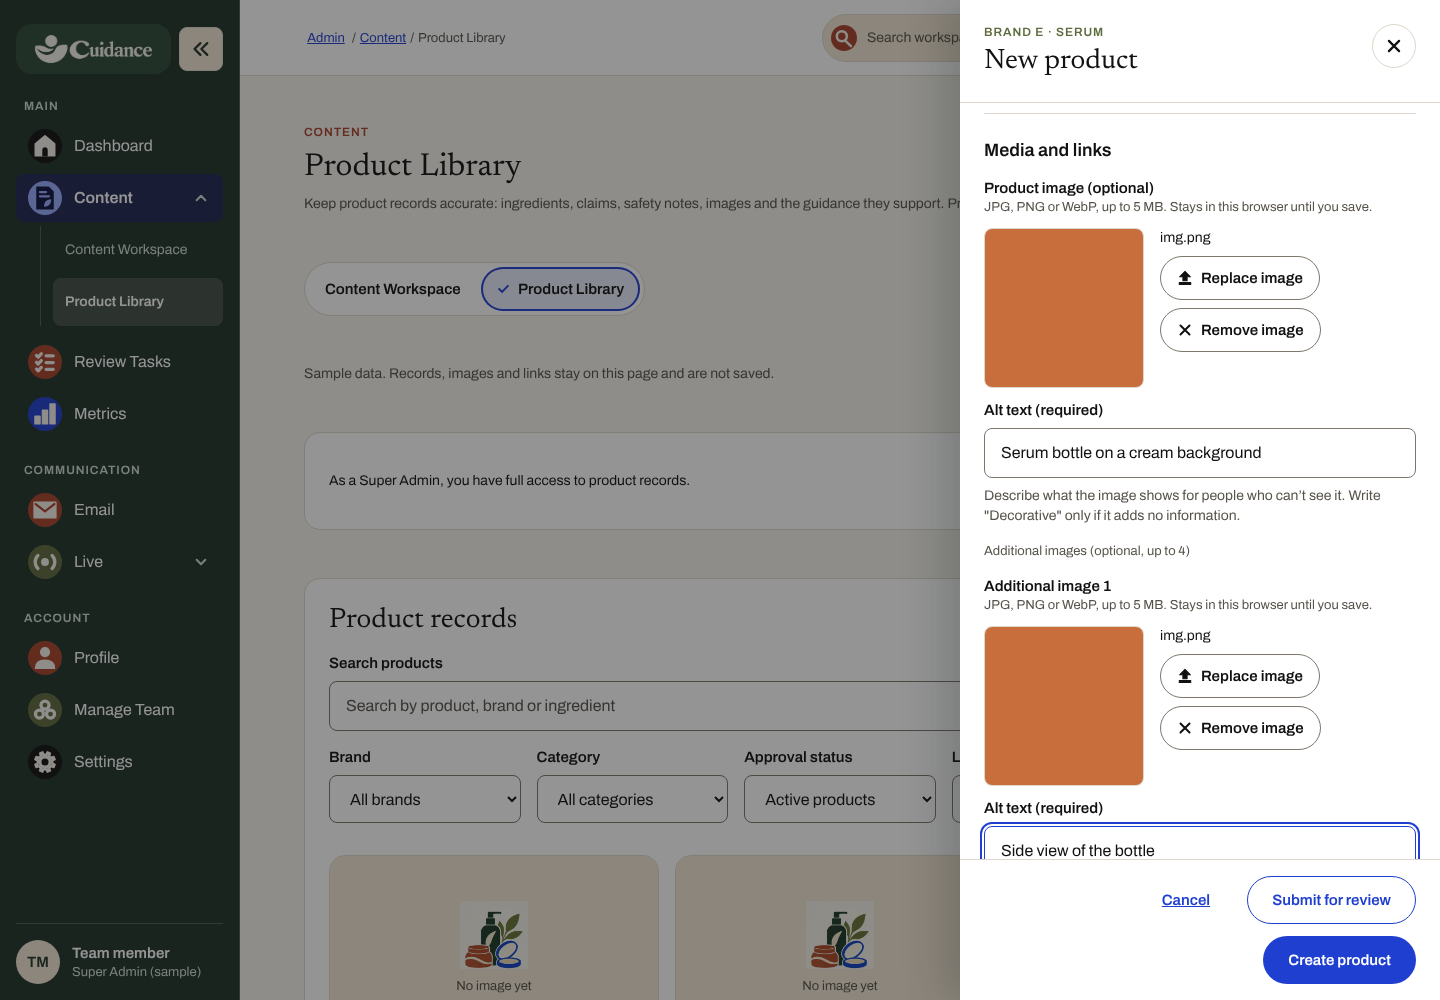 Cuidance
MAIN
Dashboard
Content
Content Workspace
Product Library
Review Tasks
Metrics
COMMUNICATION
Email
Live
ACCOUNT
Profile
Manage Team
Settings
TM
Team member
Super Admin (sample)
Admin / Content / Product Library
Search workspa
CONTENT
Product Library
Keep product records accurate: ingredients, claims, safety notes, images and the guidance they support. Pr
Content Workspace
Product Library
Sample data. Records, images and links stay on this page and are not saved.
As a Super Admin, you have full access to product records.
Product records
Search products
Search by product, brand or ingredient
Brand
Category
Approval status
L
All brands
All categories
Active products
No image yet
No image yet
BRAND E · SERUM
New product
Media and links
Product image (optional)
JPG, PNG or WebP, up to 5 MB. Stays in this browser until you save.
img.png
Replace image
Remove image
Alt text (required)
Serum bottle on a cream background
Describe what the image shows for people who can’t see it. Write
"Decorative" only if it adds no information.
Additional images (optional, up to 4)
Additional image 1
JPG, PNG or WebP, up to 5 MB. Stays in this browser until you save.
img.png
Replace image
Remove image
Alt text (required)
Side view of the bottle
Cancel
Submit for review
Create product